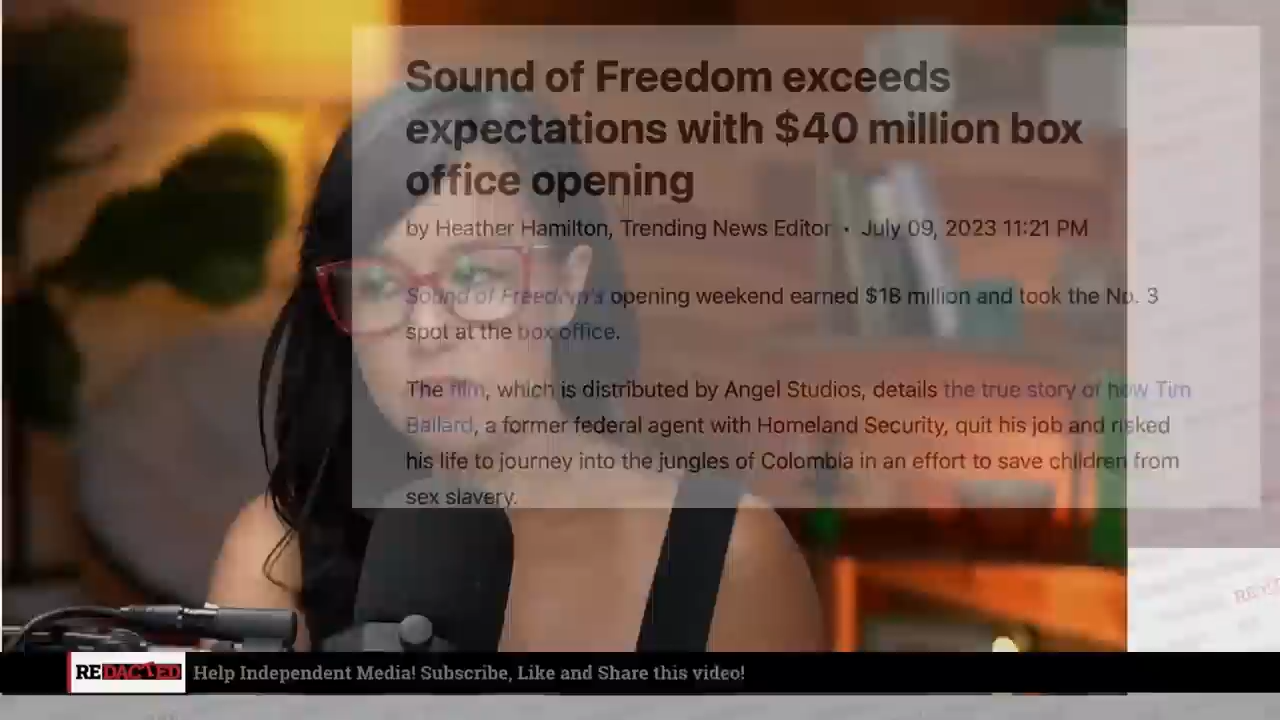 Sound of Freedom exceeds
expectations with $40 million box
office opening
by Heather Hamilton, Trending News Editor · July 09, 2023 11:21 PM
Sound of Freedom's opening weekend earned $18 million and took the No. 3
spot at the box office.
The film, which is distributed by Angel Studios, details the true story of how Tim
Ballard, a former federal agent with Homeland Security, quit his job and risked
his life to journey into the jungles of Colombia in an effort to save children from
sex slavery.
REDACTED Help Independent Media! Subscribe, Like and Share this video!